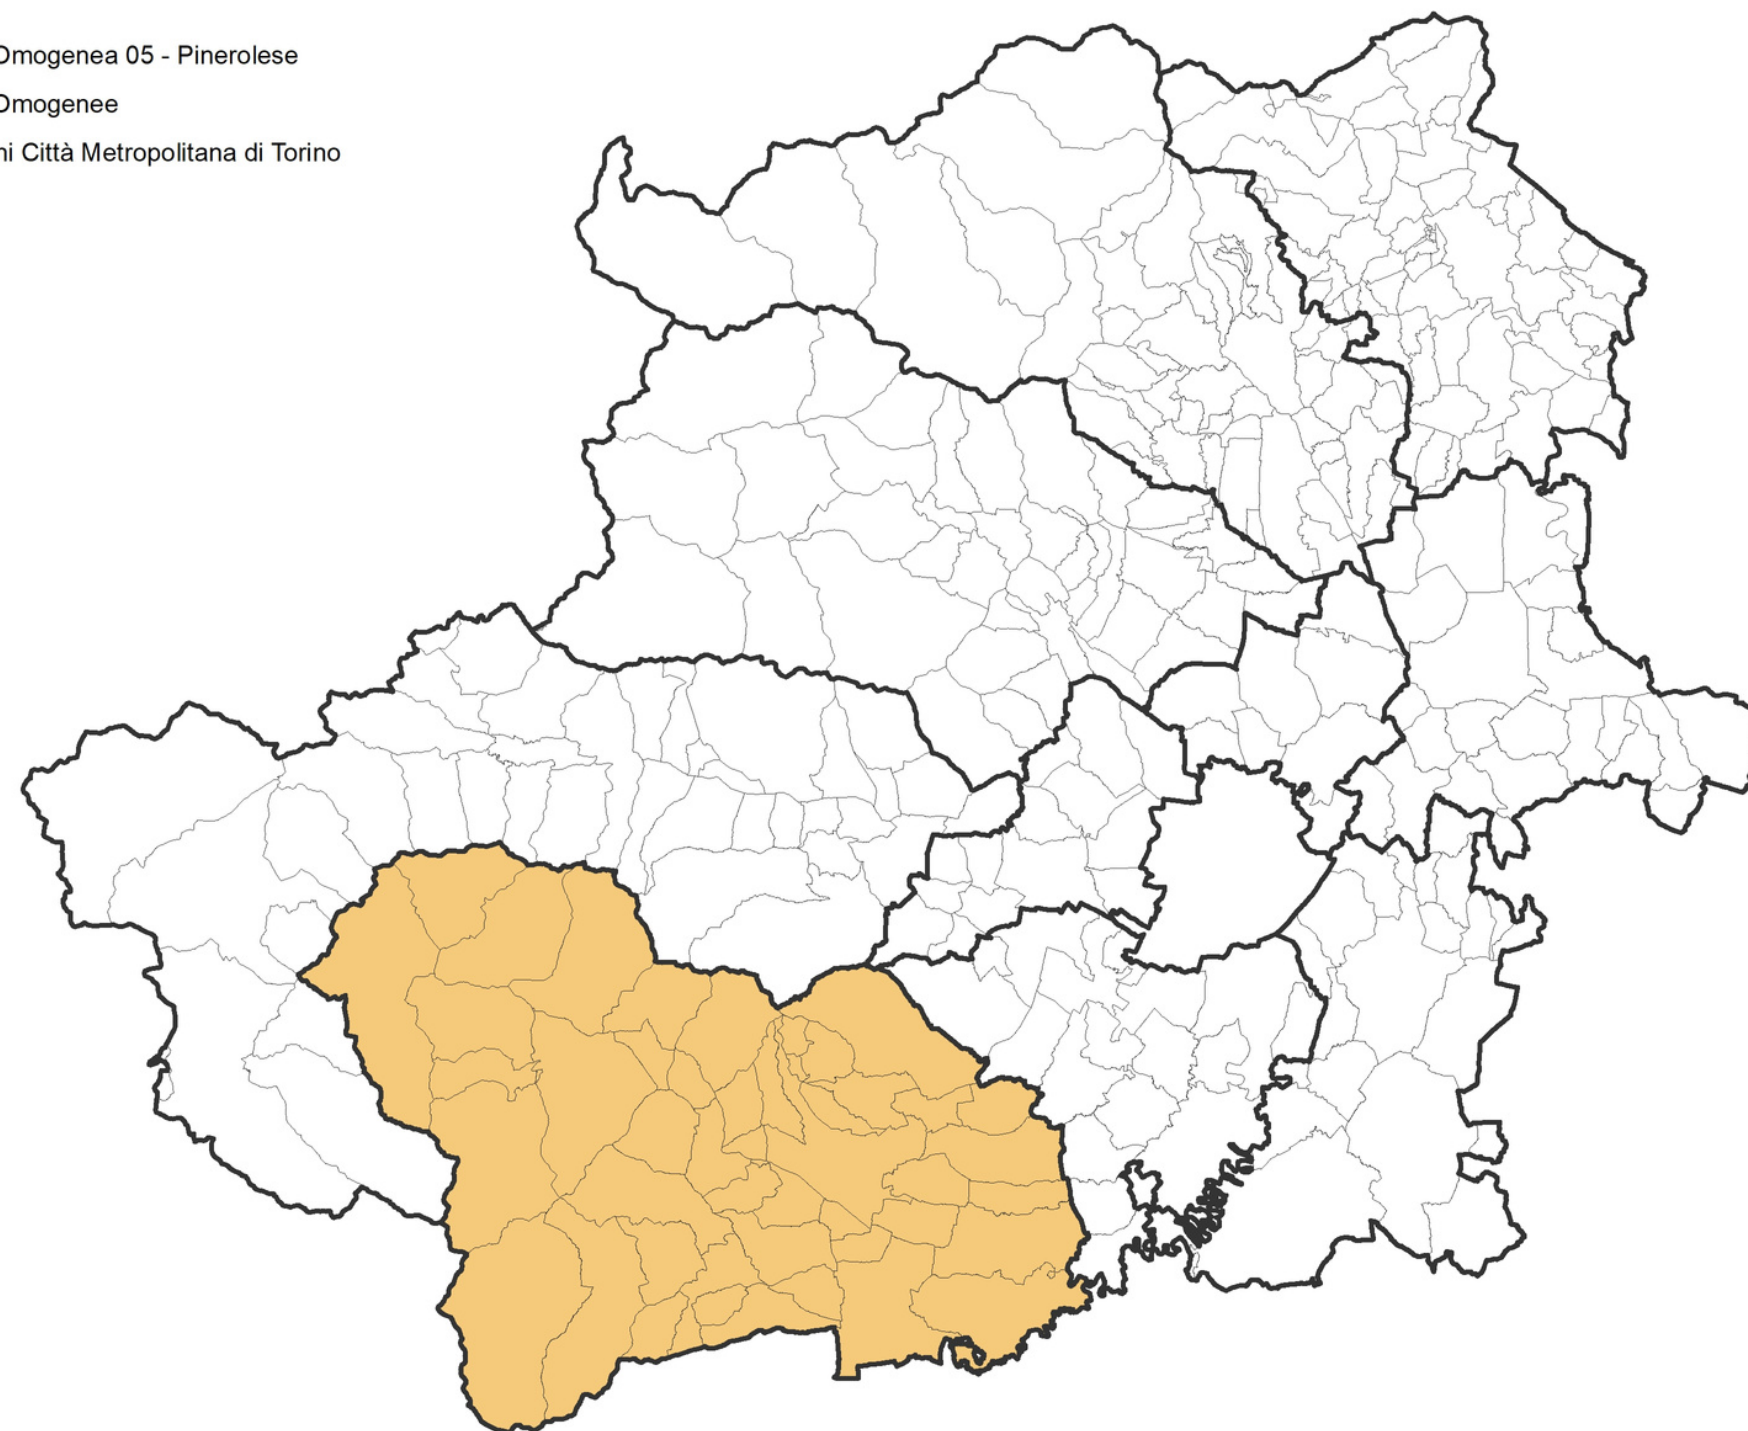 Omogenea 05 - Pinerolese
Omogenee
ni Città Metropolitana di Torino